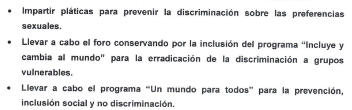 • Impartir pláticas para prevenir la discriminación sobre las preferencias
sexuales.
• Llevar a cabo el foro conservando por la inclusión del programa “Incluye y
cambia al mundo” para la erradicación de la discriminación a grupos
vulnerables.
• Llevar a cabo el programa “Un mundo para todos” para la prevención,
inclusión social y no discriminación.